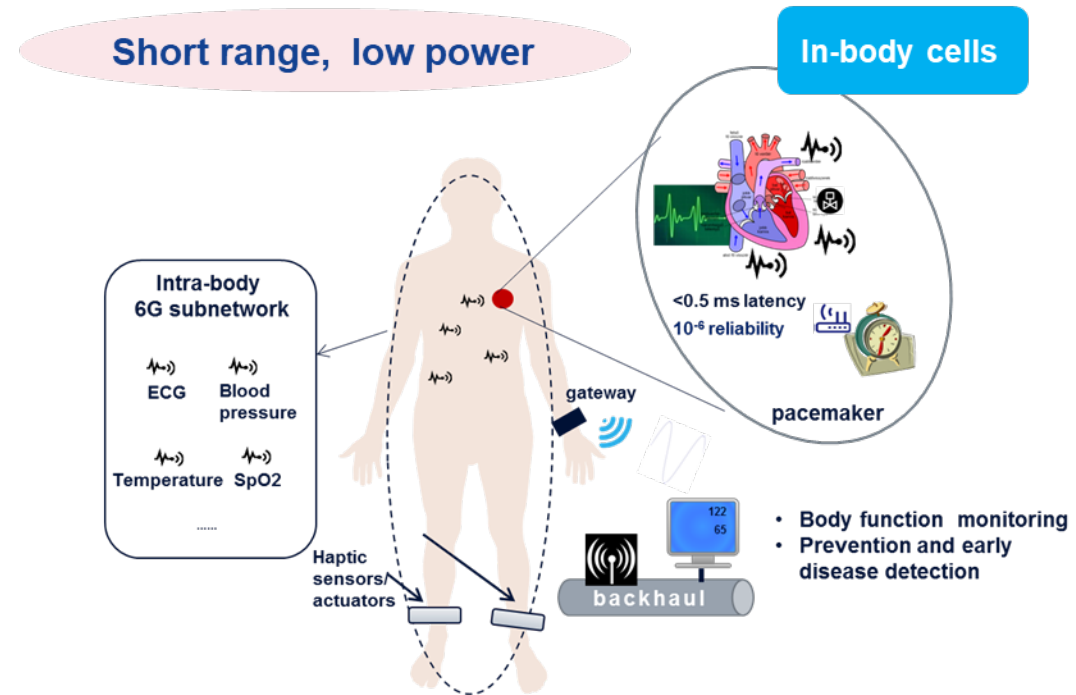 Short range, low power
In-body cells
Intra-body
6G subnetwork
ECG
Blood
pressure
Temperature
SpO2
......
<0.5 ms latency
10⁻⁶ reliability
pacemaker
gateway
122
65
backhaul
Haptic
sensors/
actuators
• Body function monitoring
• Prevention and early
disease detection